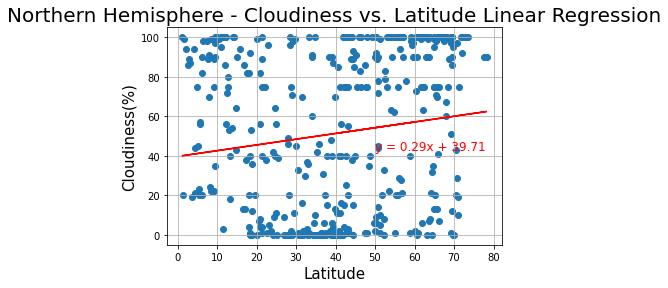 Northern Hemisphere - Cloudiness vs. Latitude Linear Regression
100
80
60
40
20
0
Cloudiness(%)
= 0.29x + 39.71
0 10 20 30 40 50 60 70 80
Latitude